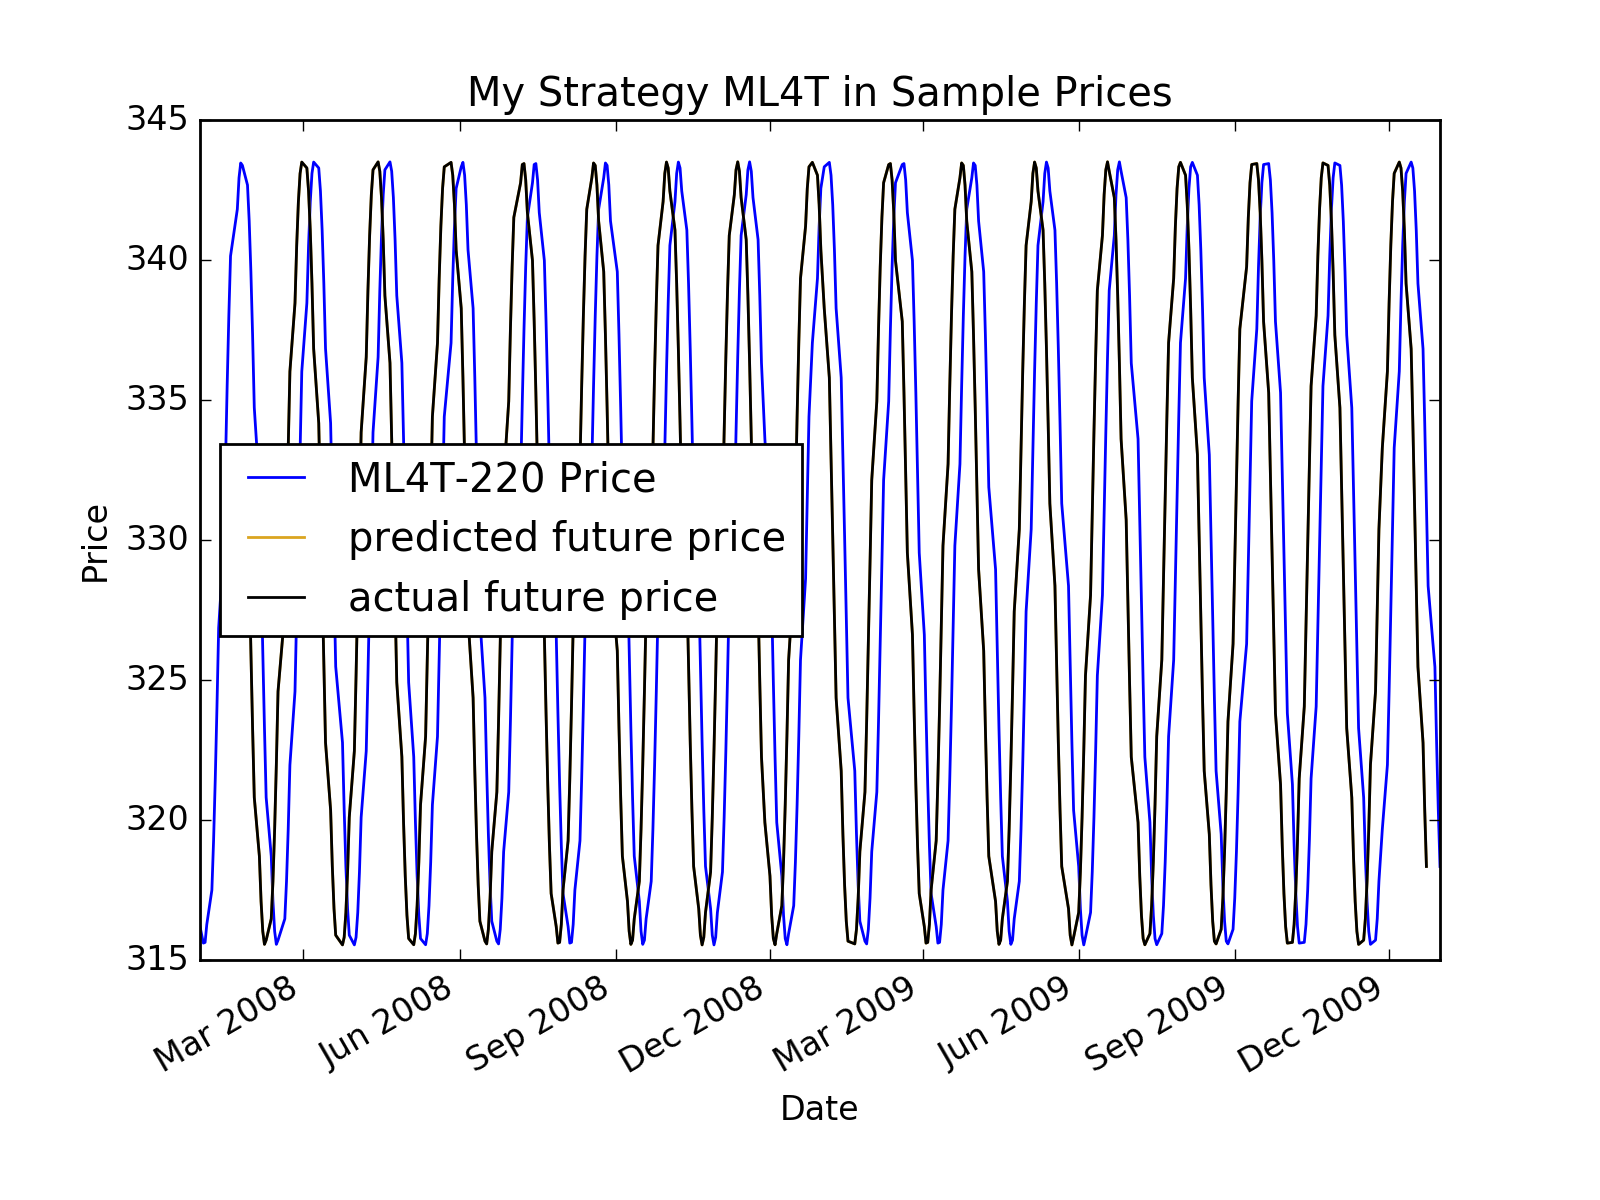 My Strategy ML4T in Sample Prices
345
340
335
330
325
320
315
Price
ML4T-220 Price
predicted future price
actual future price
Mar 2008
Jun 2008
Sep 2008
Dec 2008
Mar 2009
Jun 2009
Sep 2009
Dec 2009
Date